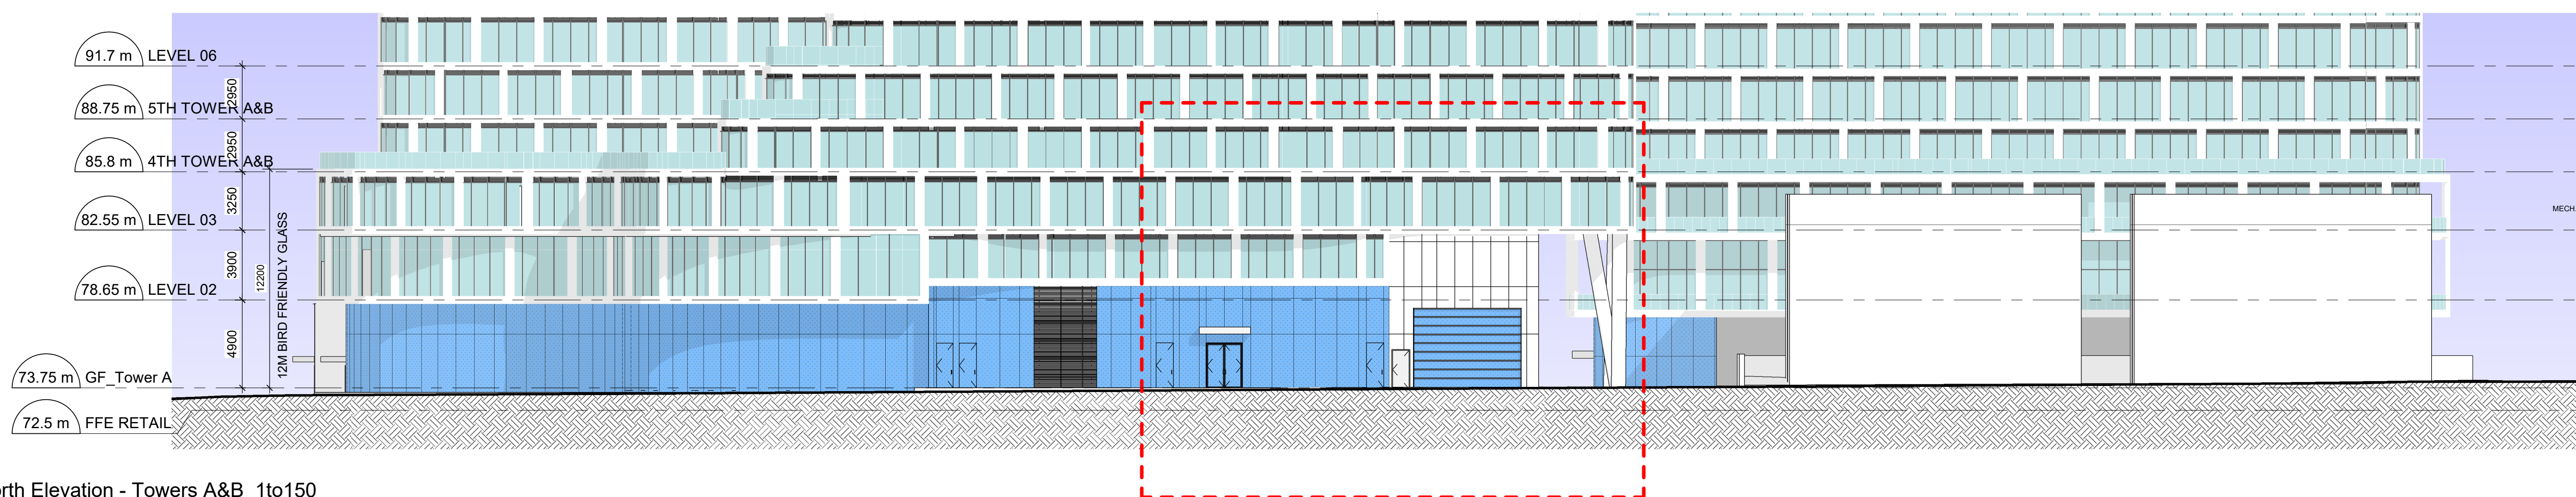 91.7 m LEVEL 06
2950
88.75 m 5TH TOWER A&B
2950
85.8 m 4TH TOWER A&B
3250
82.55 m LEVEL 03
3900
12200
12M BIRD FRIENDLY GLASS
78.65 m LEVEL 02
4900
73.75 m GF_Tower A
72.5 m FFE RETAIL
MECH.
orth Elevation - Towers A&B 1to150